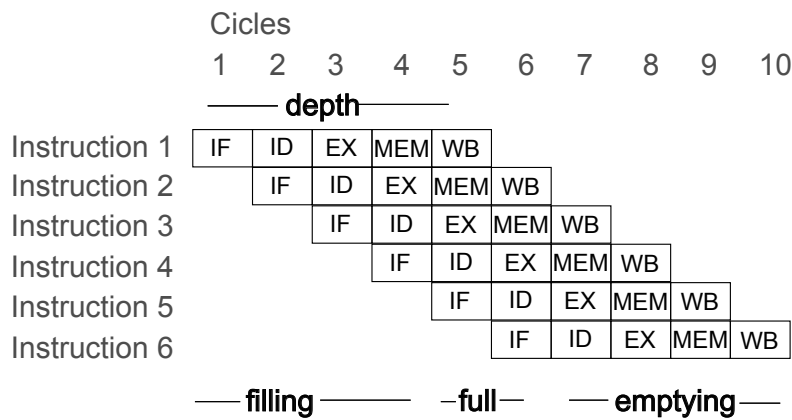 Cicles
1 2 3 4 5 6 7 8 9 10
depth
Instruction 1 IF ID EX MEM WB
Instruction 2 IF ID EX MEM WB
Instruction 3 IF ID EX MEM WB
Instruction 4 IF ID EX MEM WB
Instruction 5 IF ID EX MEM WB
Instruction 6 IF ID EX MEM WB
filling full emptying